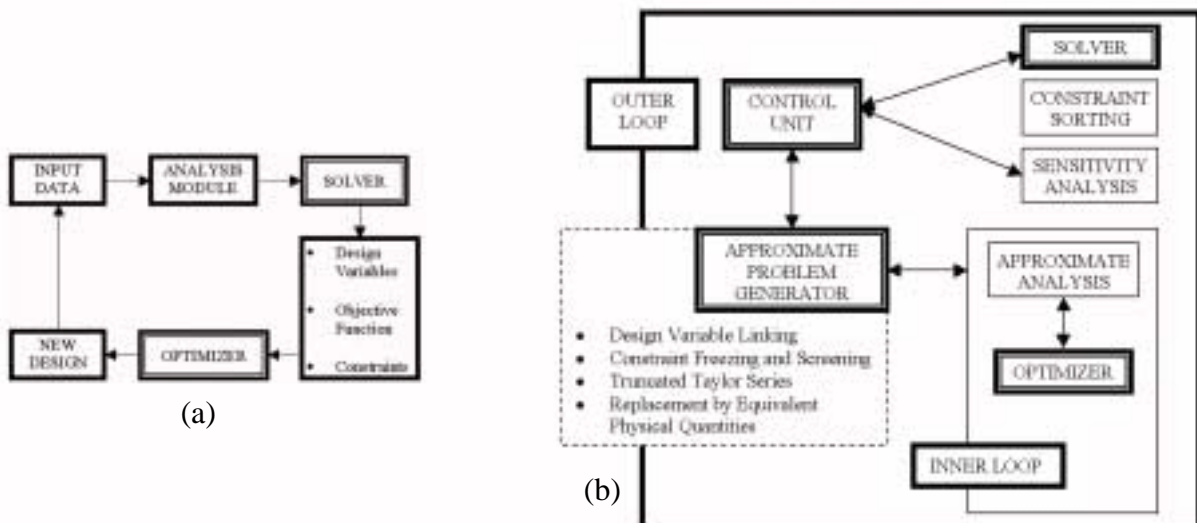 INPUT
DATA
ANALYSIS
MODULE
SOLVER
• Design
Variables
• Objective
Function
• Constraints
OPTIMIZER
NEW
DESIGN
(a)
OUTER
LOOP
CONTROL
UNIT
SOLVER
CONSTRAINT
SORTING
SENSITIVITY
ANALYSIS
APPROXIMATE
PROBLEM
GENERATOR
• Design Variable Linking
• Constraint Freezing and Screening
• Truncated Taylor Series
• Replacement by Equivalent
Physical Quantities
APPROXIMATE
ANALYSIS
OPTIMIZER
INNER LOOP
(b)